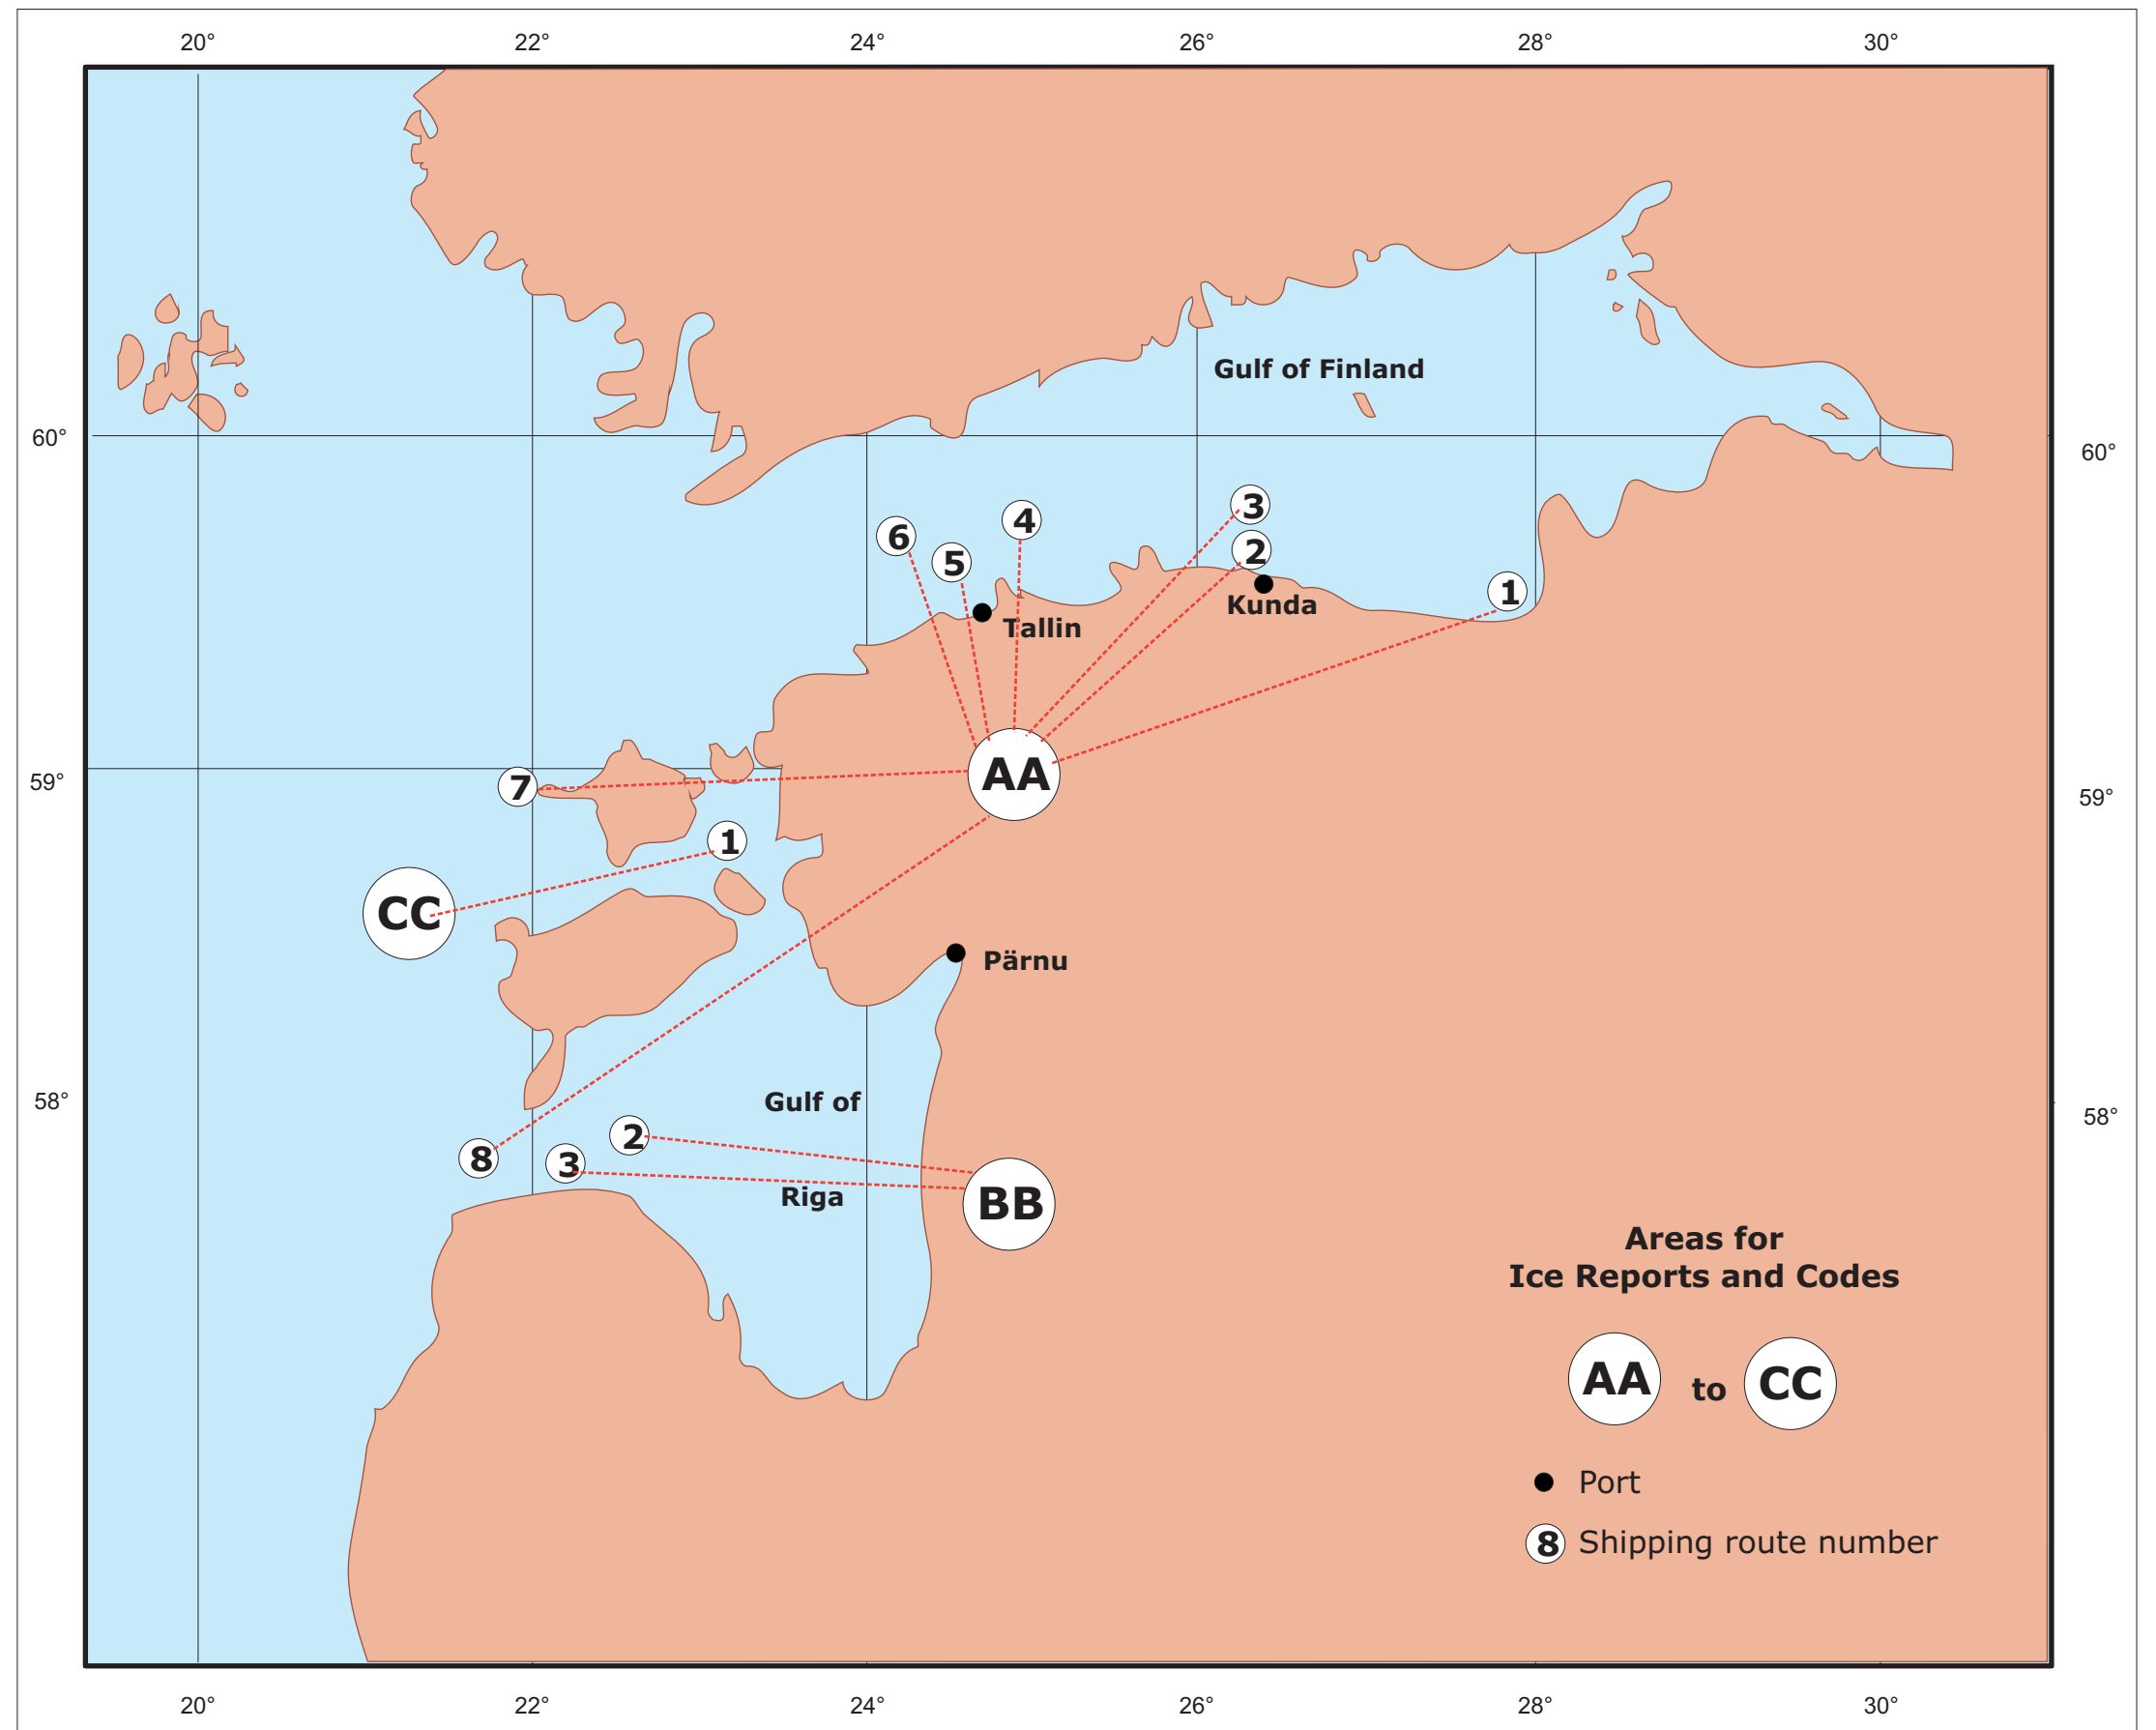 20° 22° 24° 26° 28° 30°
Gulf of Finland
60° 60°
3
4
6
2
5
1
Kunda
Tallin
AA
59° 59°
7
1
CC
Pärnu
58° 58°
Gulf of
2
8
3
Riga
BB
Areas for
Ice Reports and Codes
AA to CC
Port
8 Shipping route number
20° 22° 24° 26° 28° 30°